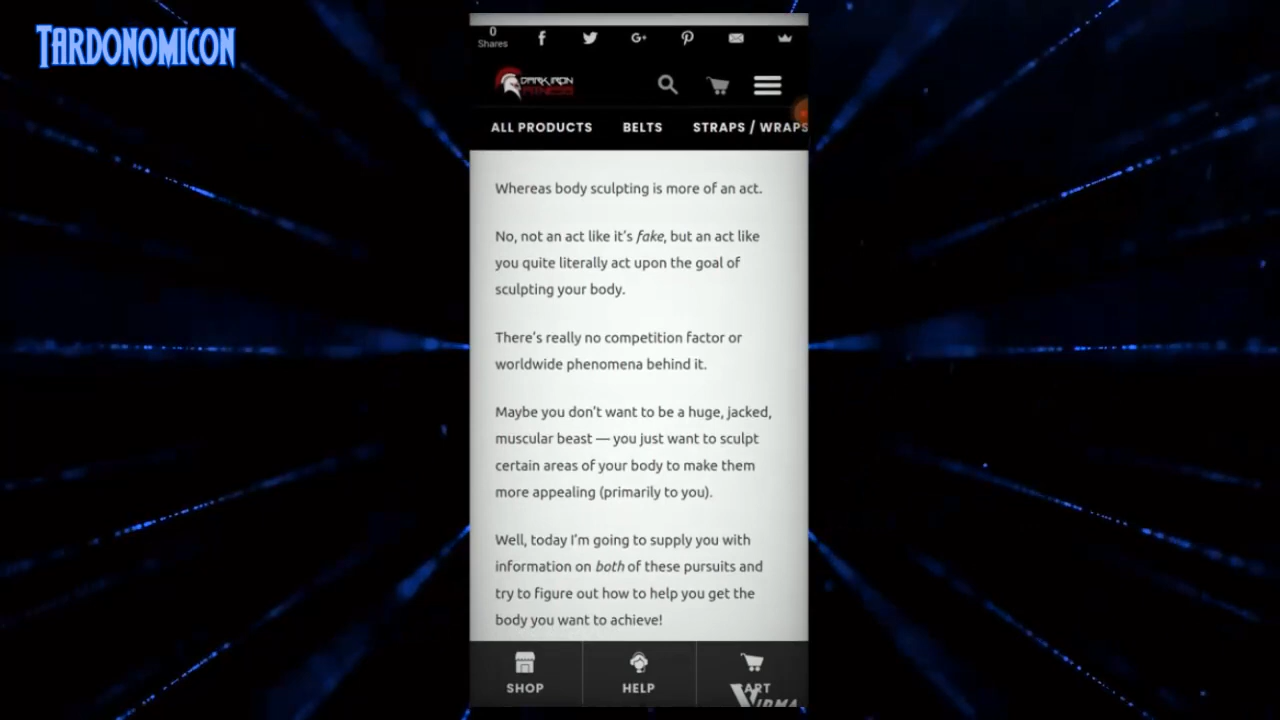 TARDONOMICON
0
Shares
G+
DARK IRON
FITNESS
ALL PRODUCTS BELTS STRAPS / WRAPS
Whereas body sculpting is more of an act.
No, not an act like it's fake, but an act like
you quite literally act upon the goal of
sculpting your body.
There's really no competition factor or
worldwide phenomena behind it.
Maybe you don't want to be a huge, jacked,
muscular beast — you just want to sculpt
certain areas of your body to make them
more appealing (primarily to you).
Well, today I'm going to supply you with
information on both of these pursuits and
try to figure out how to help you get the
body you want to achieve!
SHOP HELP